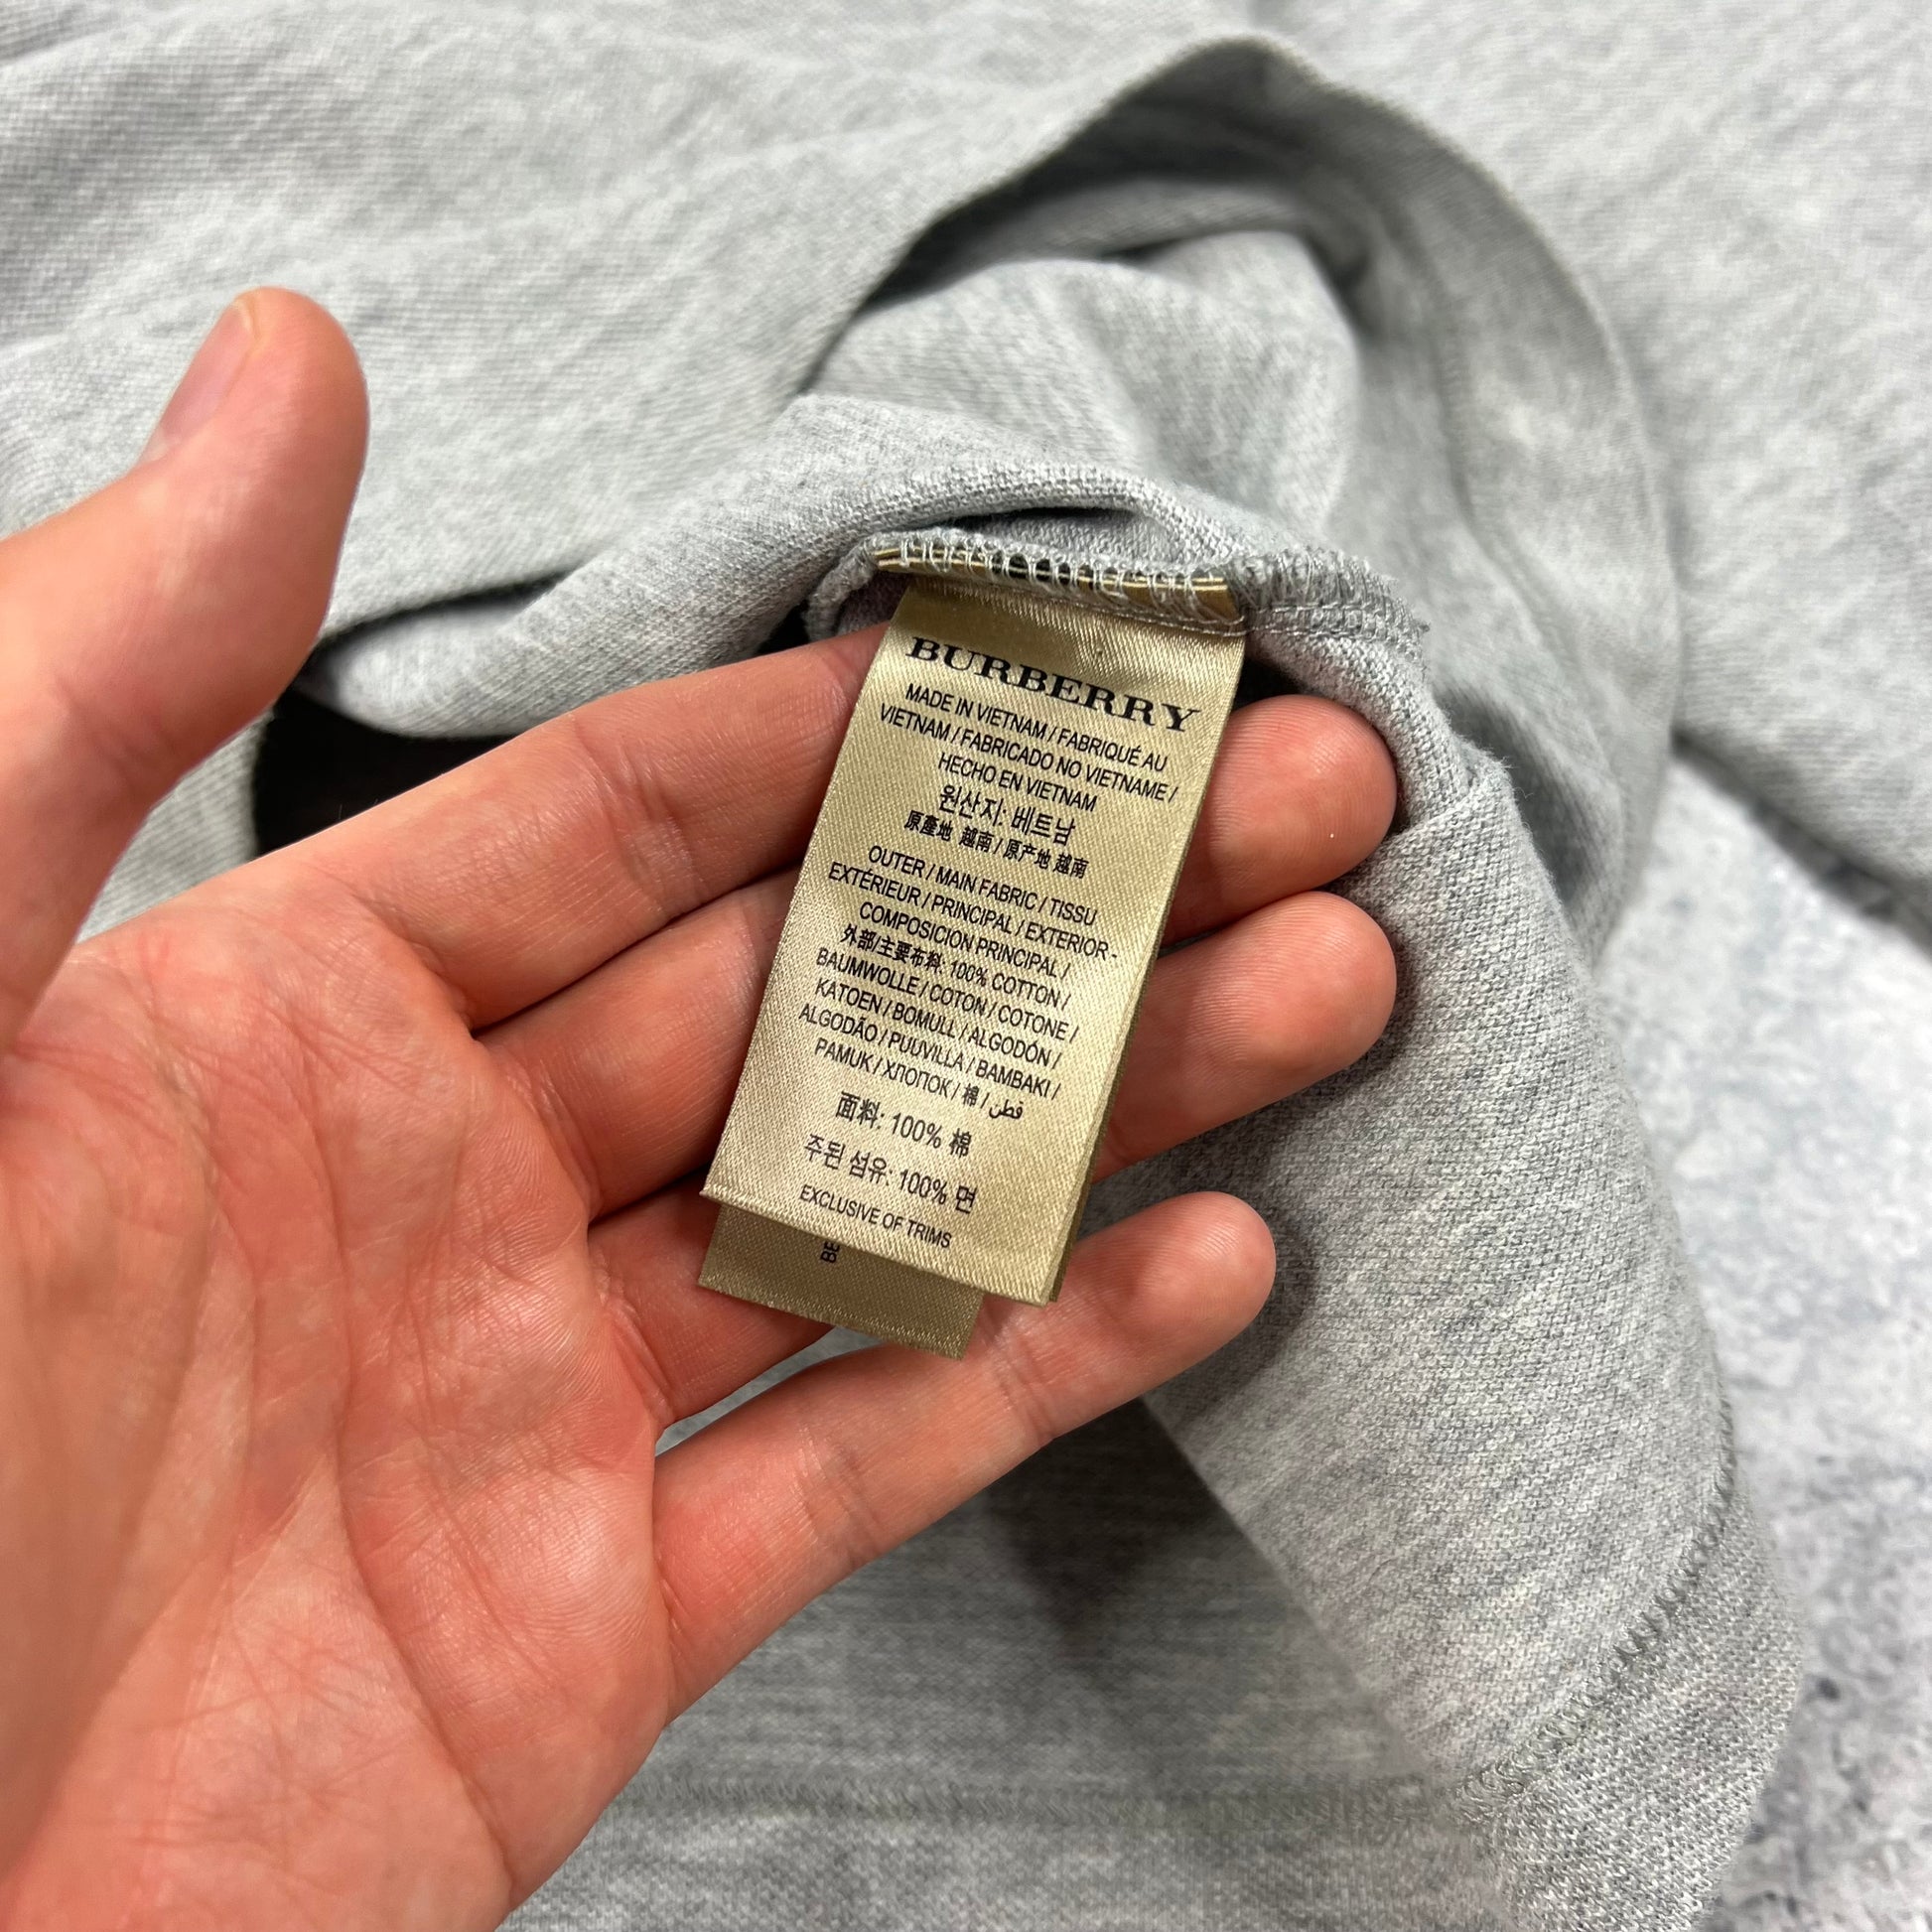 BURBERRY
MADE IN VIETNAM / FABRIQUÉ AU
VIETNAM / FABRICADO NO VIETNAME /
HECHO EN VIETNAM
원산지: 베트남
原產地 越南 / 原产地 越南
OUTER / MAIN FABRIC / TISSU
EXTÉRIEUR / PRINCIPAL / EXTERIOR -
COMPOSICION PRINCIPAL /
外部/主要布料: 100% COTTON /
BAUMWOLLE / COTON / COTONE /
KATOEN / BOMULL / ALGODÓN /
ALGODÃO / PUUVILLA / BAMBAKI /
PAMUK / ХЛОПОК / 棉 / قطن
面料: 100% 棉
주된 섬유: 100% 면
EXCLUSIVE OF TRIMS
BE